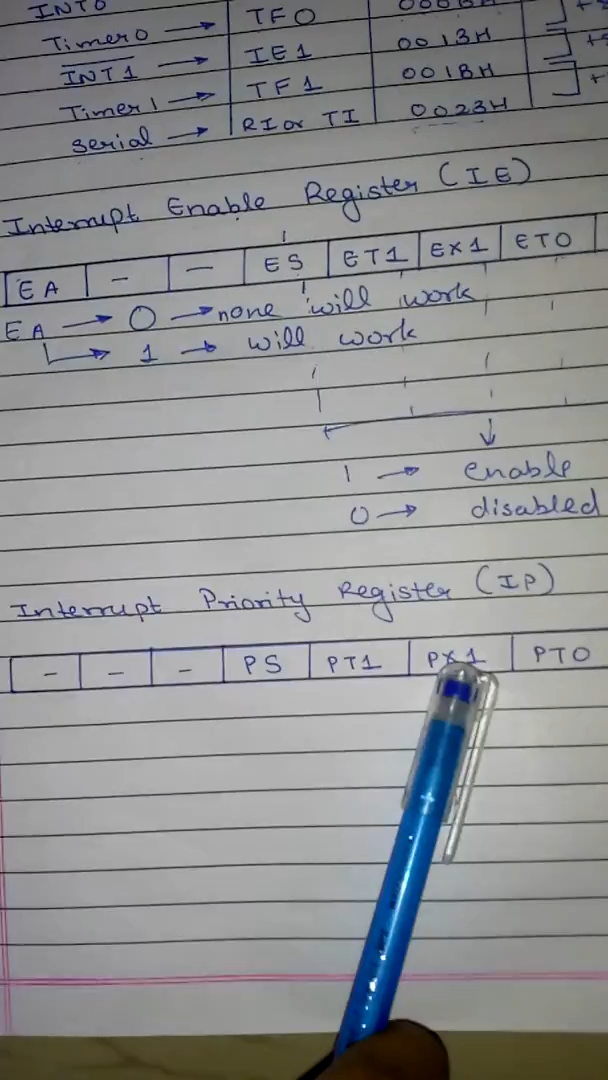 INT0
Timer0 → TF0 000BH
INT1 → IE1 0013H
Timer1 → TF1 001BH
serial → RI or TI 0023H
Interrupt Enable Register (IE)
EA - - ES ET1 EX1 ET0
EA → 0 → none will work
→ 1 → will work
1 → enable
0 → disabled
Interrupt Priority Register (IP)
- - - PS PT1 PX1 PT0